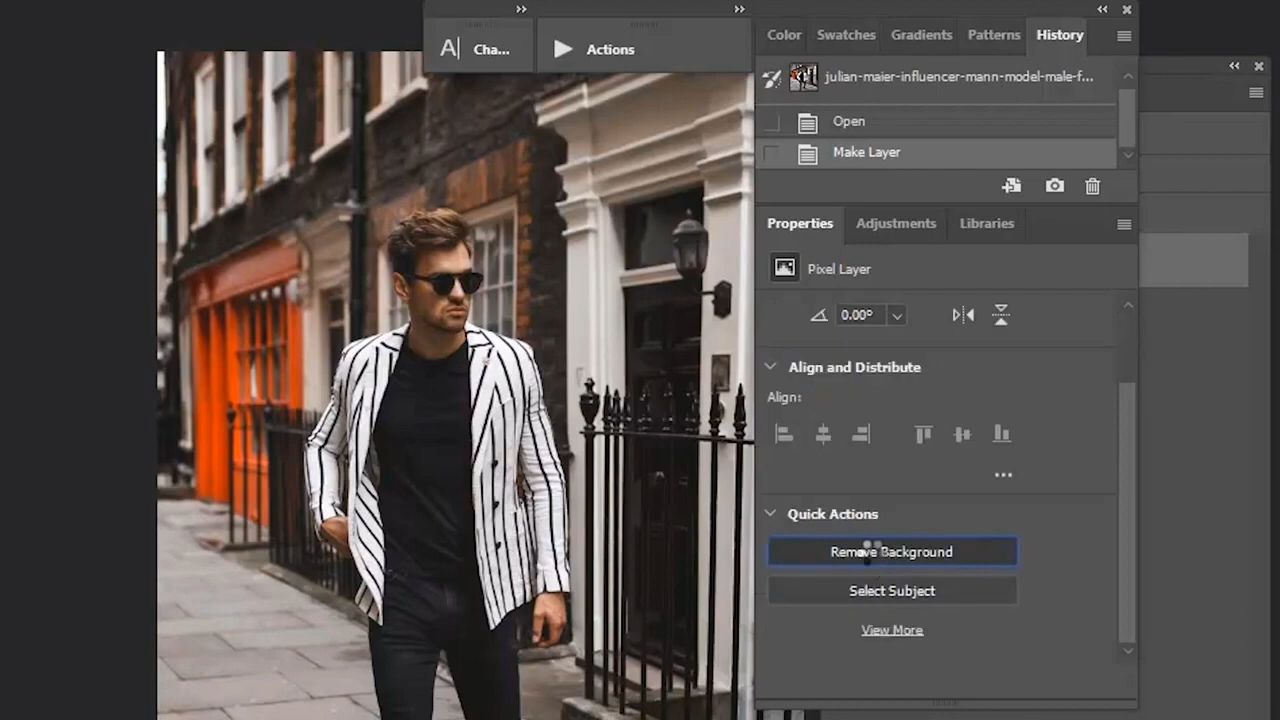 Cha...
Actions
Color Swatches Gradients Patterns History
julian-maier-influencer-mann-model-male-f...
Open
Make Layer
Properties Adjustments Libraries
Pixel Layer
0.00°
Align and Distribute
Align:
Quick Actions
Remove Background
Select Subject
View More